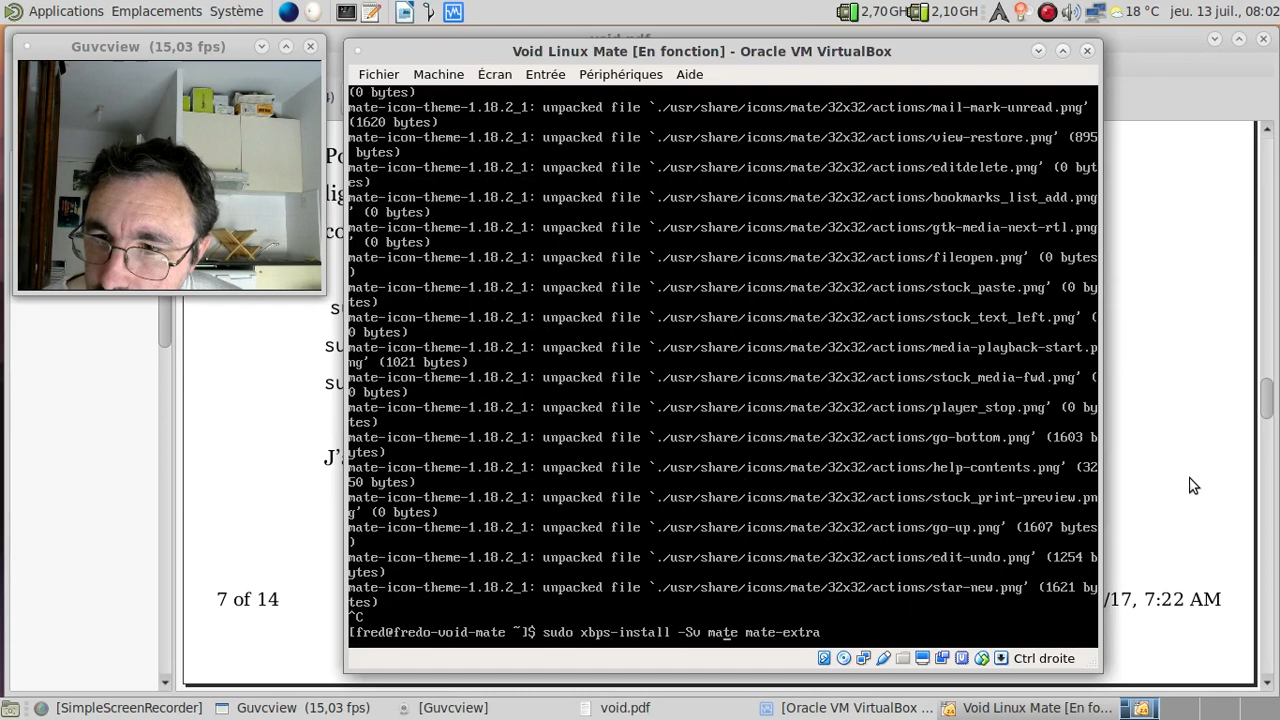 Applications Emplacements Système
2,70 GH 2,10 GH 18 °C jeu. 13 juil., 08:02
Guvcview (15,03 fps)
Void Linux Mate [En fonction] - Oracle VM VirtualBox
Fichier Machine Écran Entrée Périphériques Aide
(0 bytes)
mate-icon-theme-1.18.2_1: unpacked file `./usr/share/icons/mate/32x32/actions/mail-mark-unread.png'
(1620 bytes)
mate-icon-theme-1.18.2_1: unpacked file `./usr/share/icons/mate/32x32/actions/view-restore.png' (895
bytes)
mate-icon-theme-1.18.2_1: unpacked file `./usr/share/icons/mate/32x32/actions/editdelete.png' (0 byt
es)
mate-icon-theme-1.18.2_1: unpacked file `./usr/share/icons/mate/32x32/actions/bookmarks_list_add.png
' (0 bytes)
mate-icon-theme-1.18.2_1: unpacked file `./usr/share/icons/mate/32x32/actions/gtk-media-next-rtl.png
' (0 bytes)
mate-icon-theme-1.18.2_1: unpacked file `./usr/share/icons/mate/32x32/actions/fileopen.png' (0 bytes
)
mate-icon-theme-1.18.2_1: unpacked file `./usr/share/icons/mate/32x32/actions/stock_paste.png' (0 by
tes)
mate-icon-theme-1.18.2_1: unpacked file `./usr/share/icons/mate/32x32/actions/stock_text_left.png' (
0 bytes)
mate-icon-theme-1.18.2_1: unpacked file `./usr/share/icons/mate/32x32/actions/media-playback-start.p
ng' (1021 bytes)
mate-icon-theme-1.18.2_1: unpacked file `./usr/share/icons/mate/32x32/actions/stock_media-fwd.png' (
0 bytes)
mate-icon-theme-1.18.2_1: unpacked file `./usr/share/icons/mate/32x32/actions/player_stop.png' (0 by
tes)
mate-icon-theme-1.18.2_1: unpacked file `./usr/share/icons/mate/32x32/actions/go-bottom.png' (1603 b
ytes)
mate-icon-theme-1.18.2_1: unpacked file `./usr/share/icons/mate/32x32/actions/help-contents.png' (32
50 bytes)
mate-icon-theme-1.18.2_1: unpacked file `./usr/share/icons/mate/32x32/actions/stock_print-preview.pn
g' (0 bytes)
mate-icon-theme-1.18.2_1: unpacked file `./usr/share/icons/mate/32x32/actions/go-up.png' (1607 bytes
)
mate-icon-theme-1.18.2_1: unpacked file `./usr/share/icons/mate/32x32/actions/edit-undo.png' (1254 b
ytes)
mate-icon-theme-1.18.2_1: unpacked file `./usr/share/icons/mate/32x32/actions/star-new.png' (1621 by
tes)
^C
[fred@fredo-void-mate ~]$ sudo xbps-install -Sv mate mate-extra
Ctrl droite
7 of 14
/17, 7:22 AM
[SimpleScreenRecorder] Guvcview (15,03 fps) [Guvcview] void.pdf [Oracle VM VirtualBox ... Void Linux Mate [En fo...